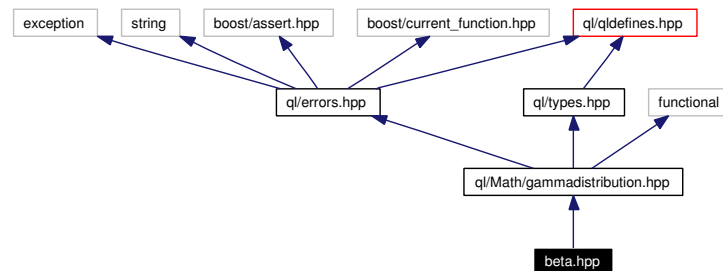 exception
string
boost/assert.hpp
boost/current_function.hpp
ql/qldefines.hpp
ql/errors.hpp
ql/types.hpp
functional
ql/Math/gammadistribution.hpp
beta.hpp